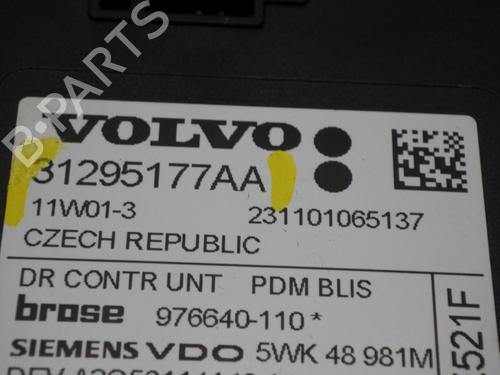 B-PARTS
VOLVO
31295177AA
11W01-3 231101065137
CZECH REPUBLIC
DR CONTR UNT PDM BLIS
brose 976640-110*
SIEMENS VDO 5WK 48 981M
521F